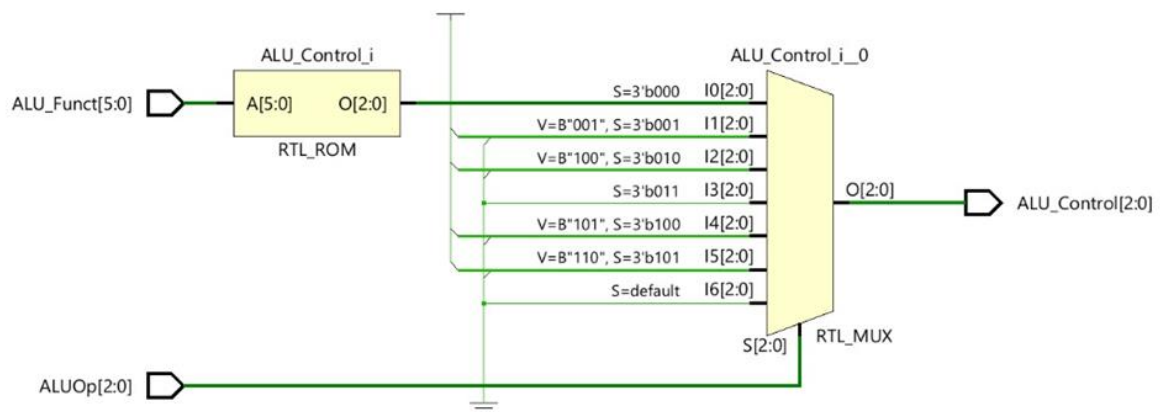 ALU_Control_i
ALU_Control_i__0
ALU_Funct[5:0]
A[5:0]
O[2:0]
RTL_ROM
S=3'b000
I0[2:0]
V=B"001", S=3'b001
I1[2:0]
V=B"100", S=3'b010
I2[2:0]
S=3'b011
I3[2:0]
O[2:0]
ALU_Control[2:0]
V=B"101", S=3'b100
I4[2:0]
V=B"110", S=3'b101
I5[2:0]
S=default
I6[2:0]
S[2:0]
RTL_MUX
ALUOp[2:0]